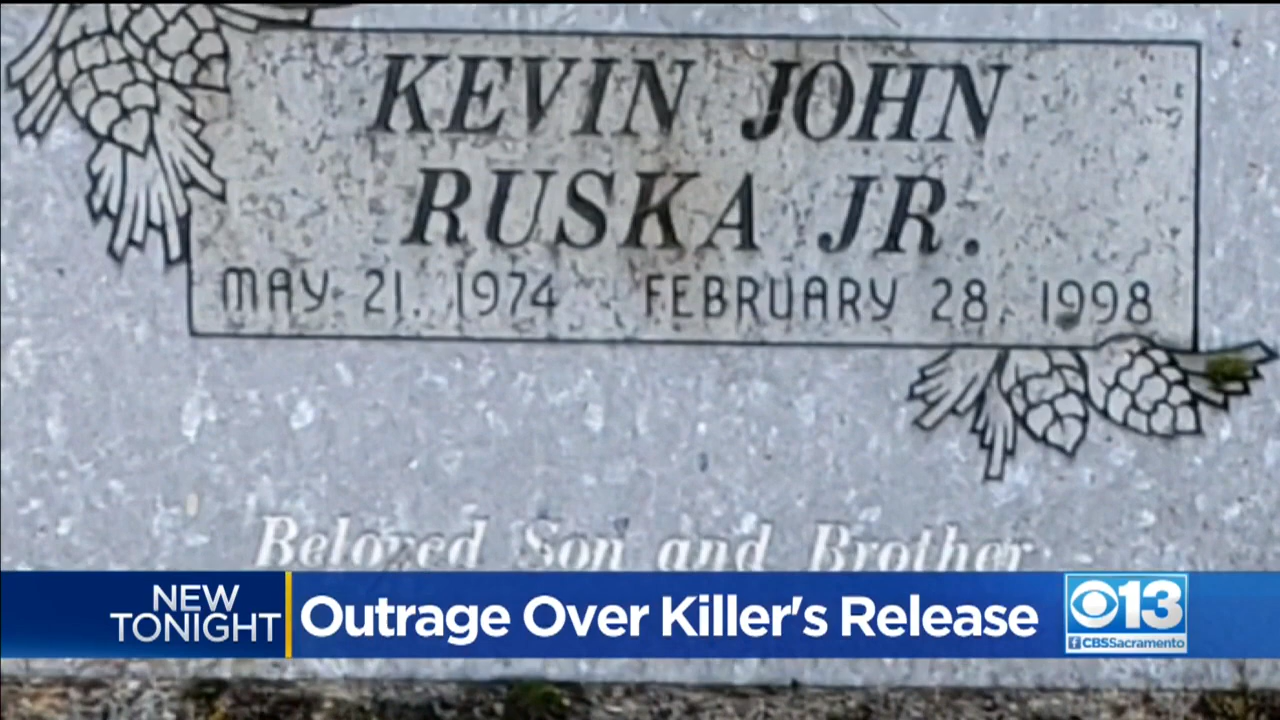 KEVIN JOHN
RUSKA JR.
MAY 21, 1974 FEBRUARY 28, 1998
Beloved Son and Brother
NEW
TONIGHT
Outrage Over Killer's Release
13
f CBSSacramento